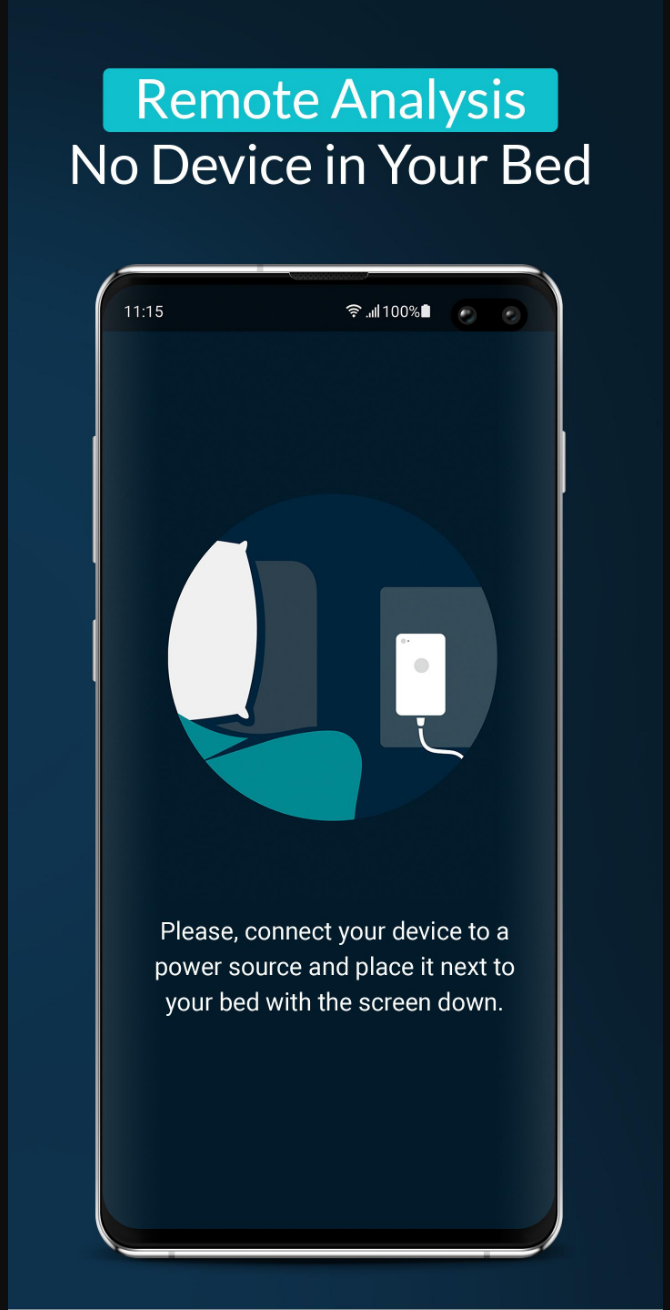 Remote Analysis
No Device in Your Bed
11:15
100%
Please, connect your device to a
power source and place it next to
your bed with the screen down.